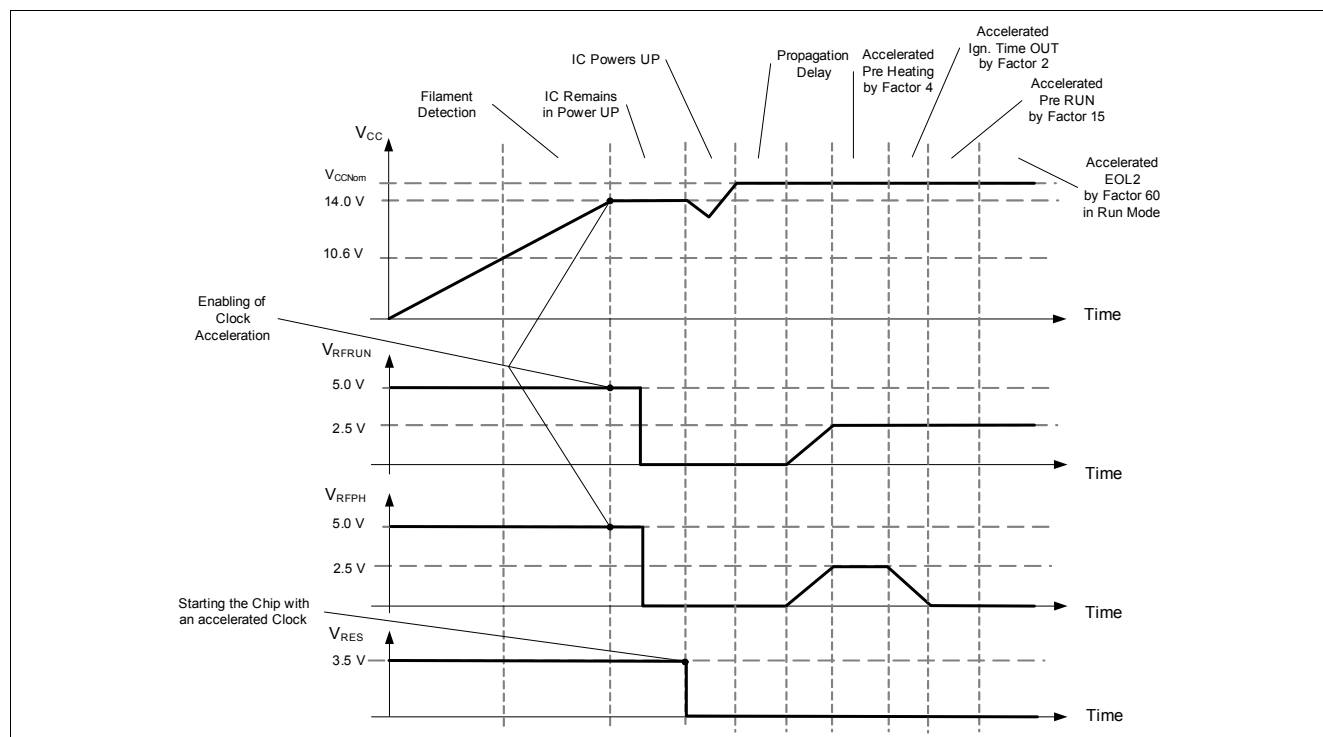 Accelerated
Ign. Time OUT
by Factor 2
IC Powers UP
Propagation
Delay
Accelerated
Pre Heating
by Factor 4
Accelerated
Pre RUN
by Factor 15
Filament
Detection
IC Remains
in Power UP
VCC
Accelerated
EOL2
by Factor 60
in Run Mode
VCCNom
14.0 V
10.6 V
Enabling of
Clock
Acceleration
Time
VRFRUN
5.0 V
2.5 V
Time
VRFPH
5.0 V
2.5 V
Starting the Chip with
an accelerated Clock
Time
VRES
3.5 V
Time